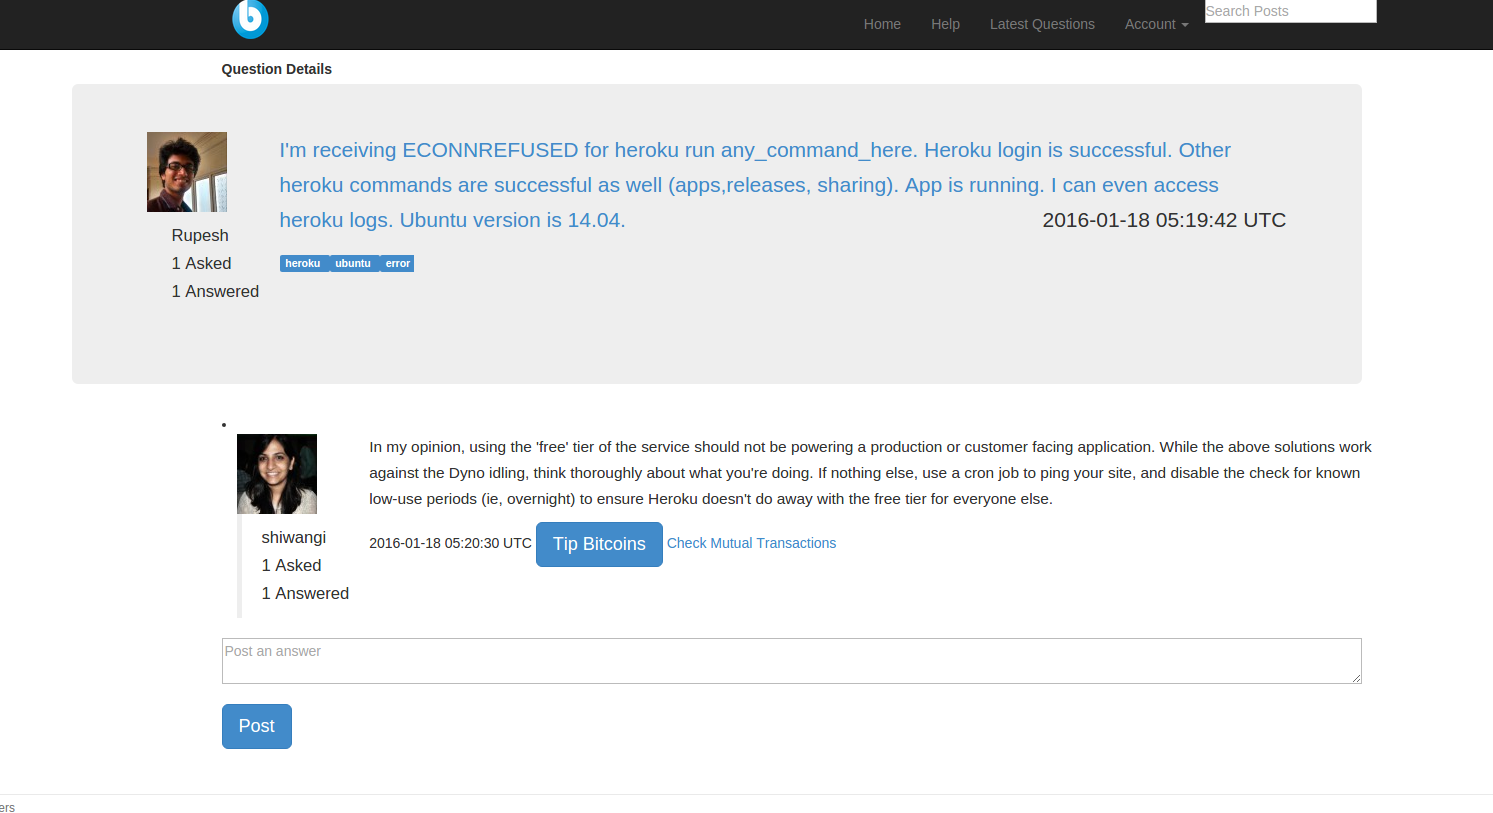 b
Home Help Latest Questions Account Search Posts
Question Details
I'm receiving ECONNREFUSED for heroku run any_command_here. Heroku login is successful. Other
heroku commands are successful as well (apps,releases, sharing). App is running. I can even access
heroku logs. Ubuntu version is 14.04. 2016-01-18 05:19:42 UTC
heroku ubuntu error
Rupesh
1 Asked
1 Answered
In my opinion, using the 'free' tier of the service should not be powering a production or customer facing application. While the above solutions work
against the Dyno idling, think thoroughly about what you're doing. If nothing else, use a cron job to ping your site, and disable the check for known
low-use periods (ie, overnight) to ensure Heroku doesn't do away with the free tier for everyone else.
2016-01-18 05:20:30 UTC Tip Bitcoins Check Mutual Transactions
shiwangi
1 Asked
1 Answered
Post an answer
Post
ers